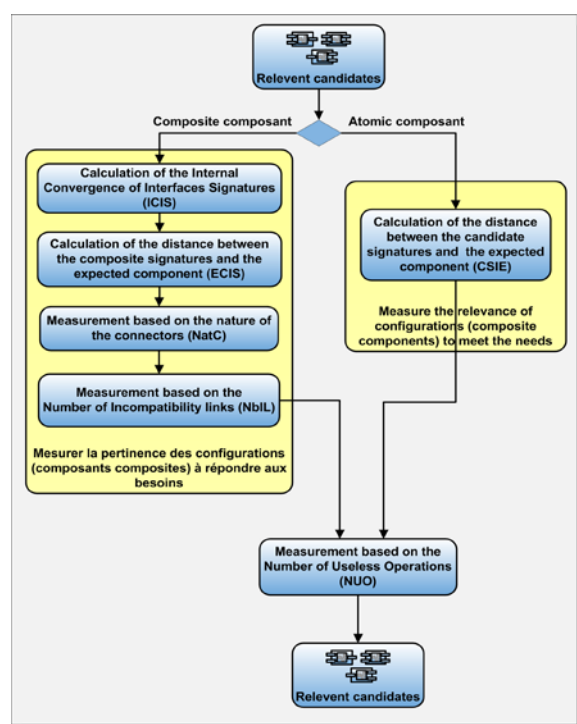 Relevent candidates
Composite composant
Atomic composant
Calculation of the Internal
Convergence of Interfaces Signatures
(ICIS)
Calculation of the distance between
the composite signatures and the
expected component (ECIS)
Measurement based on the nature of
the connectors (NatC)
Measurement based on the
Number of Incompatibility links (NbIL)
Mesurer la pertinence des configurations
(composants composites) à répondre aux
besoins
Calculation of the distance
between the candidate
signatures and the expected
component (CSIE)
Measure the relevance of
configurations (composite
components) to meet the needs
Measurement based on the
Number of Useless Operations
(NUO)
Relevent candidates